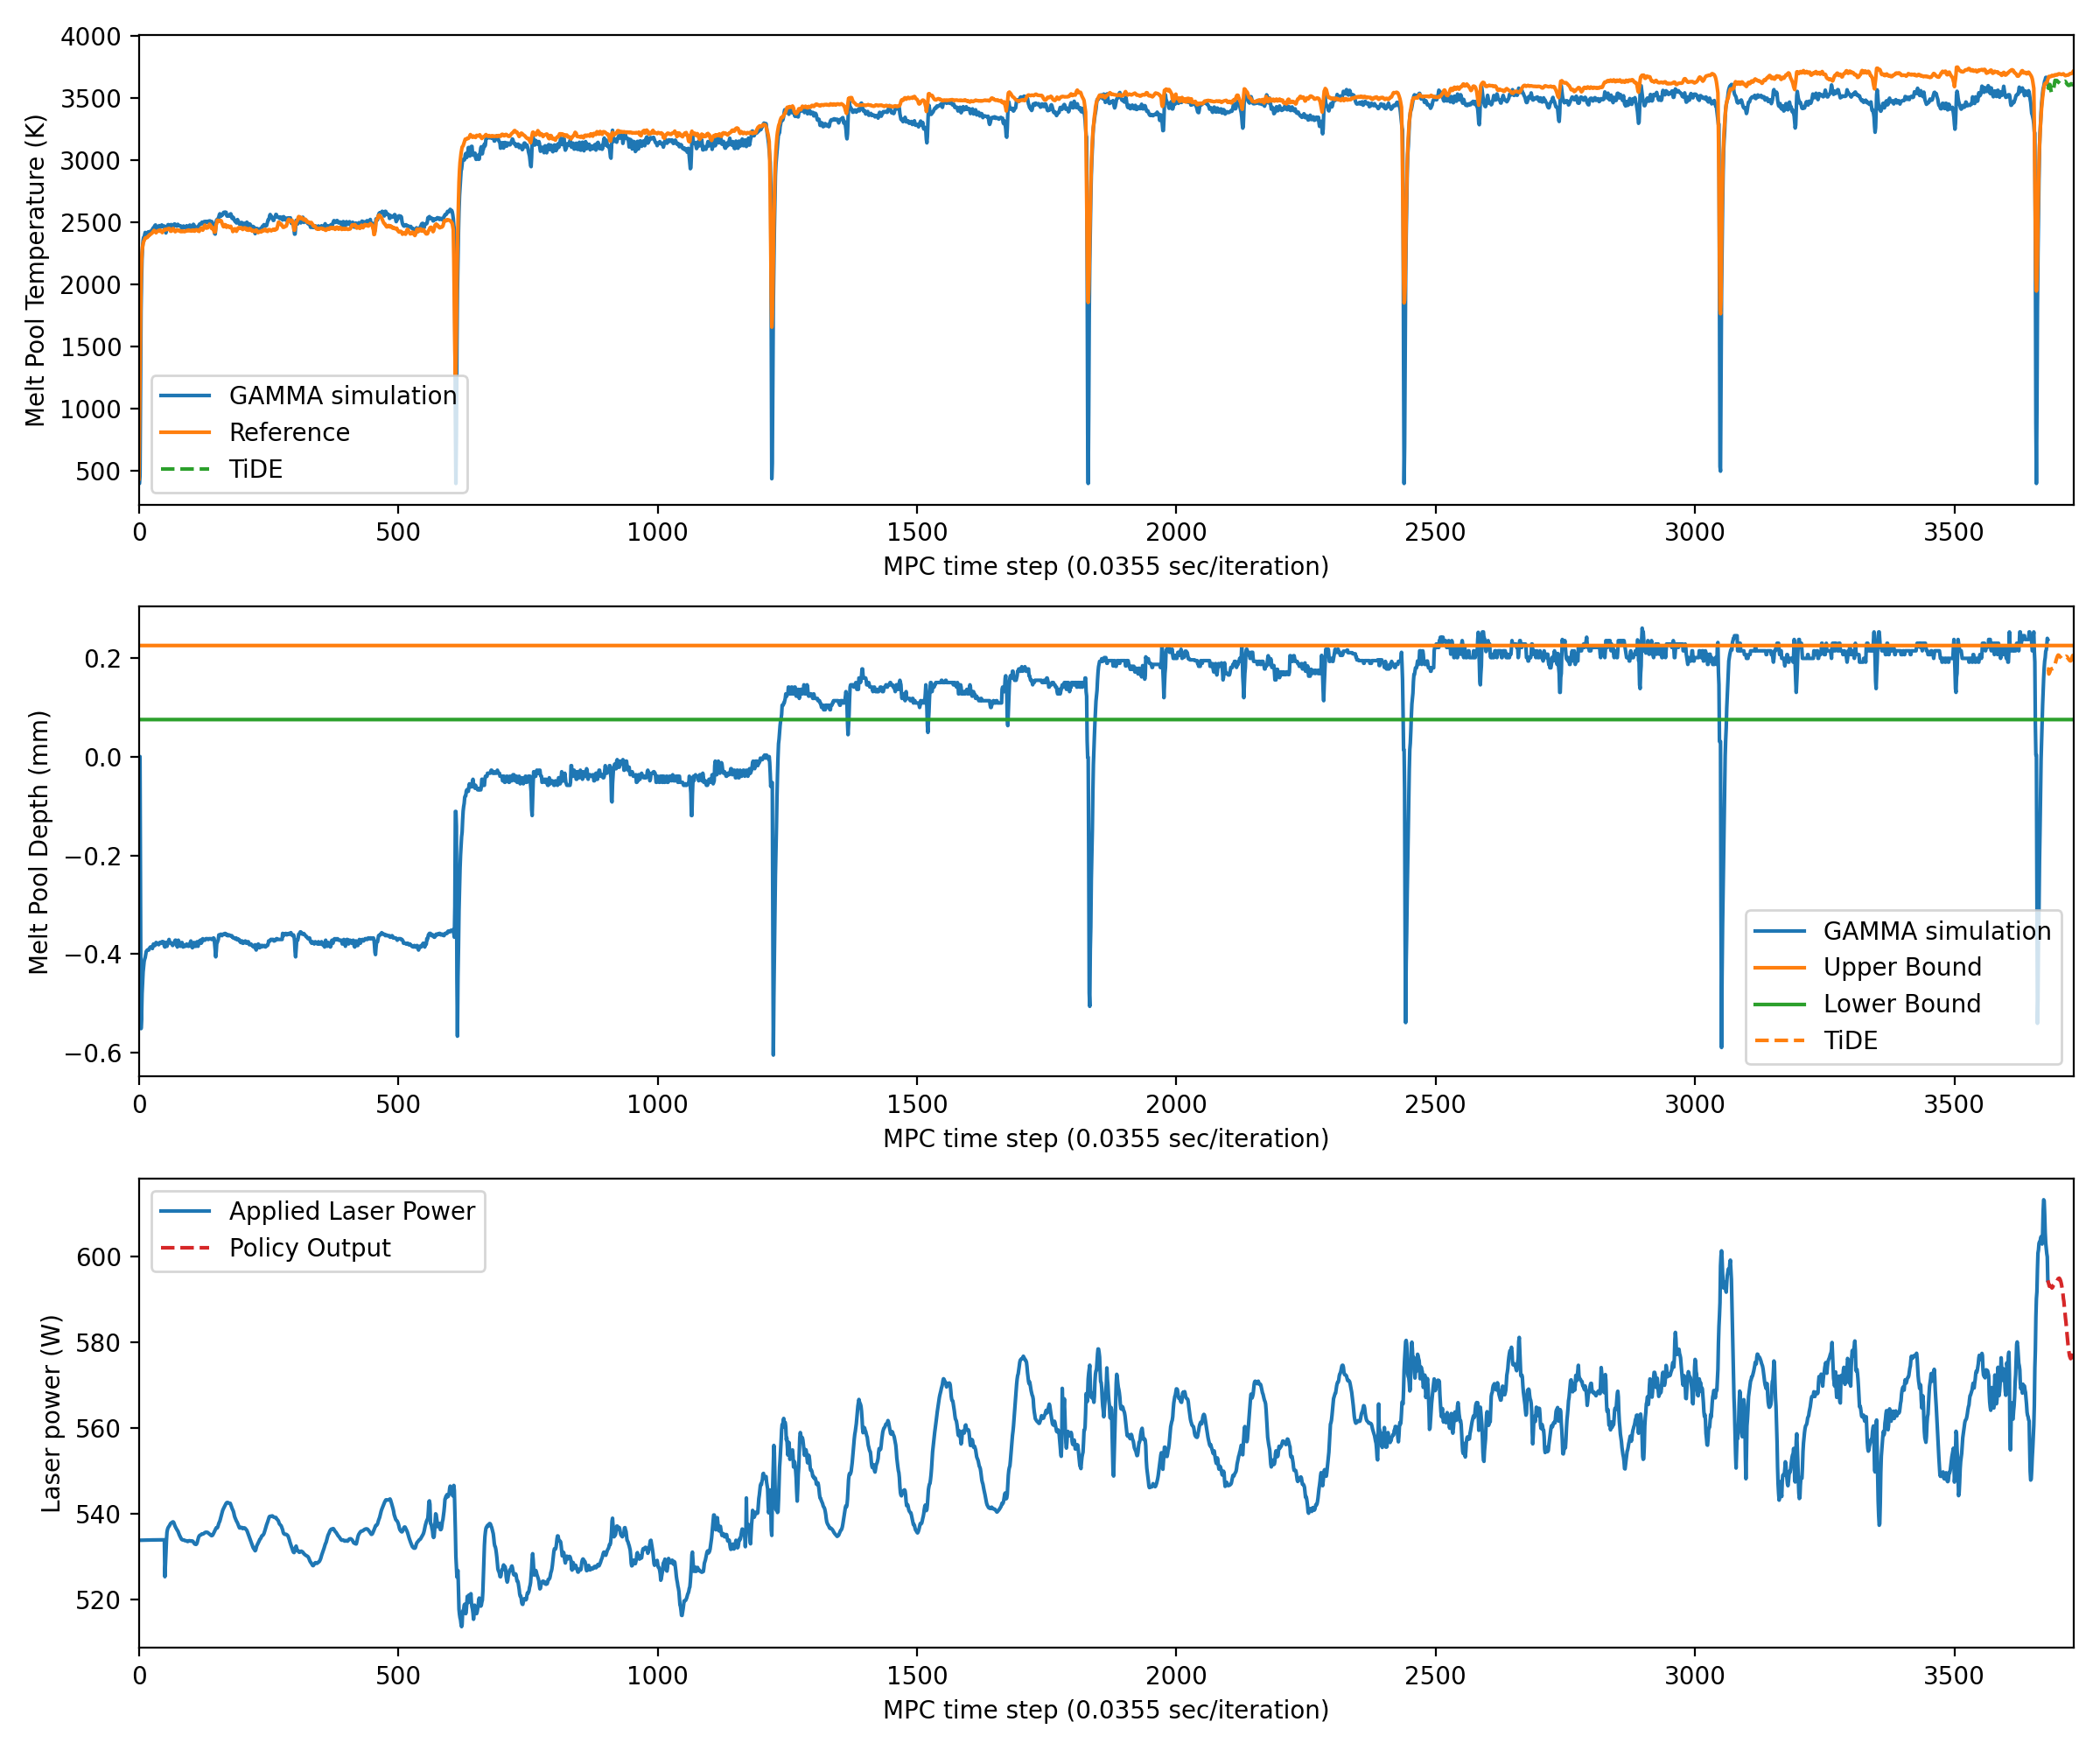 4000
3500
3000
2500
2000
1500
1000
500
Melt Pool Temperature (K)
GAMMA simulation
Reference
TiDE
0 500 1000 1500 2000 2500 3000 3500
MPC time step (0.0355 sec/iteration)
0.2
0.0
−0.2
−0.4
−0.6
Melt Pool Depth (mm)
GAMMA simulation
Upper Bound
Lower Bound
TiDE
0 500 1000 1500 2000 2500 3000 3500
MPC time step (0.0355 sec/iteration)
Applied Laser Power
Policy Output
600
580
560
540
520
Laser power (W)
0 500 1000 1500 2000 2500 3000 3500
MPC time step (0.0355 sec/iteration)